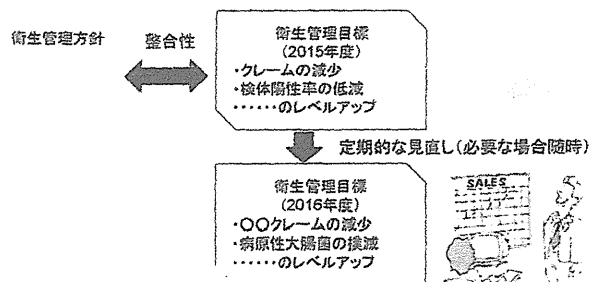 衛生管理方針
整合性
衛生管理目標
(2015年度)
・クレームの減少
・検体陽性率の低減
・・・・・・のレベルアップ
定期的な見直し(必要な場合随時)
衛生管理目標
(2016年度)
・〇〇クレームの減少
・病原性大腸菌の撲滅
・・・・・・のレベルアップ
SALES